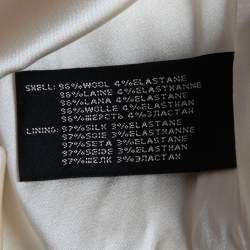 SHELL: 96%WOOL 4%ELASTANE
96%LAINE 4%ELASTHANNE
96%LANA 4%ELASTANE
96%WOLLE 4%ELASTHAN
96%ШЕРСТЬ 4%ЭЛАСТАН
LINING: 97%SILK 3%ELASTANE
97%SOIE 3%ELASTHANNE
97%SETA 3%ELASTANE
97%SEIDE 3%ELASTHAN
97%ШЕЛК 3%ЭЛАСТАН